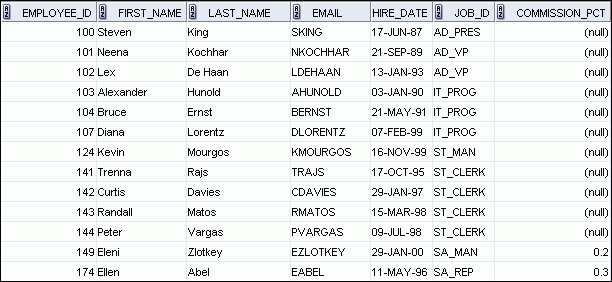 EMPLOYEE_ID FIRST_NAME LAST_NAME EMAIL HIRE_DATE JOB_ID COMMISSION_PCT
100 Steven King SKING 17-JUN-87 AD_PRES (null)
101 Neena Kochhar NKOCHHAR 21-SEP-89 AD_VP (null)
102 Lex De Haan LDEHAAN 13-JAN-93 AD_VP (null)
103 Alexander Hunold AHUNOLD 03-JAN-90 IT_PROG (null)
104 Bruce Ernst BERNST 21-MAY-91 IT_PROG (null)
107 Diana Lorentz DLORENTZ 07-FEB-99 IT_PROG (null)
124 Kevin Mourgos KMOURGOS 16-NOV-99 ST_MAN (null)
141 Trenna Rajs TRAJS 17-OCT-95 ST_CLERK (null)
142 Curtis Davies CDAVIES 29-JAN-97 ST_CLERK (null)
143 Randall Matos RMATOS 15-MAR-98 ST_CLERK (null)
144 Peter Vargas PVARGAS 09-JUL-98 ST_CLERK (null)
149 Eleni Zlotkey EZLOTKEY 29-JAN-00 SA_MAN 0.2
174 Ellen Abel EABEL 11-MAY-96 SA_REP 0.3